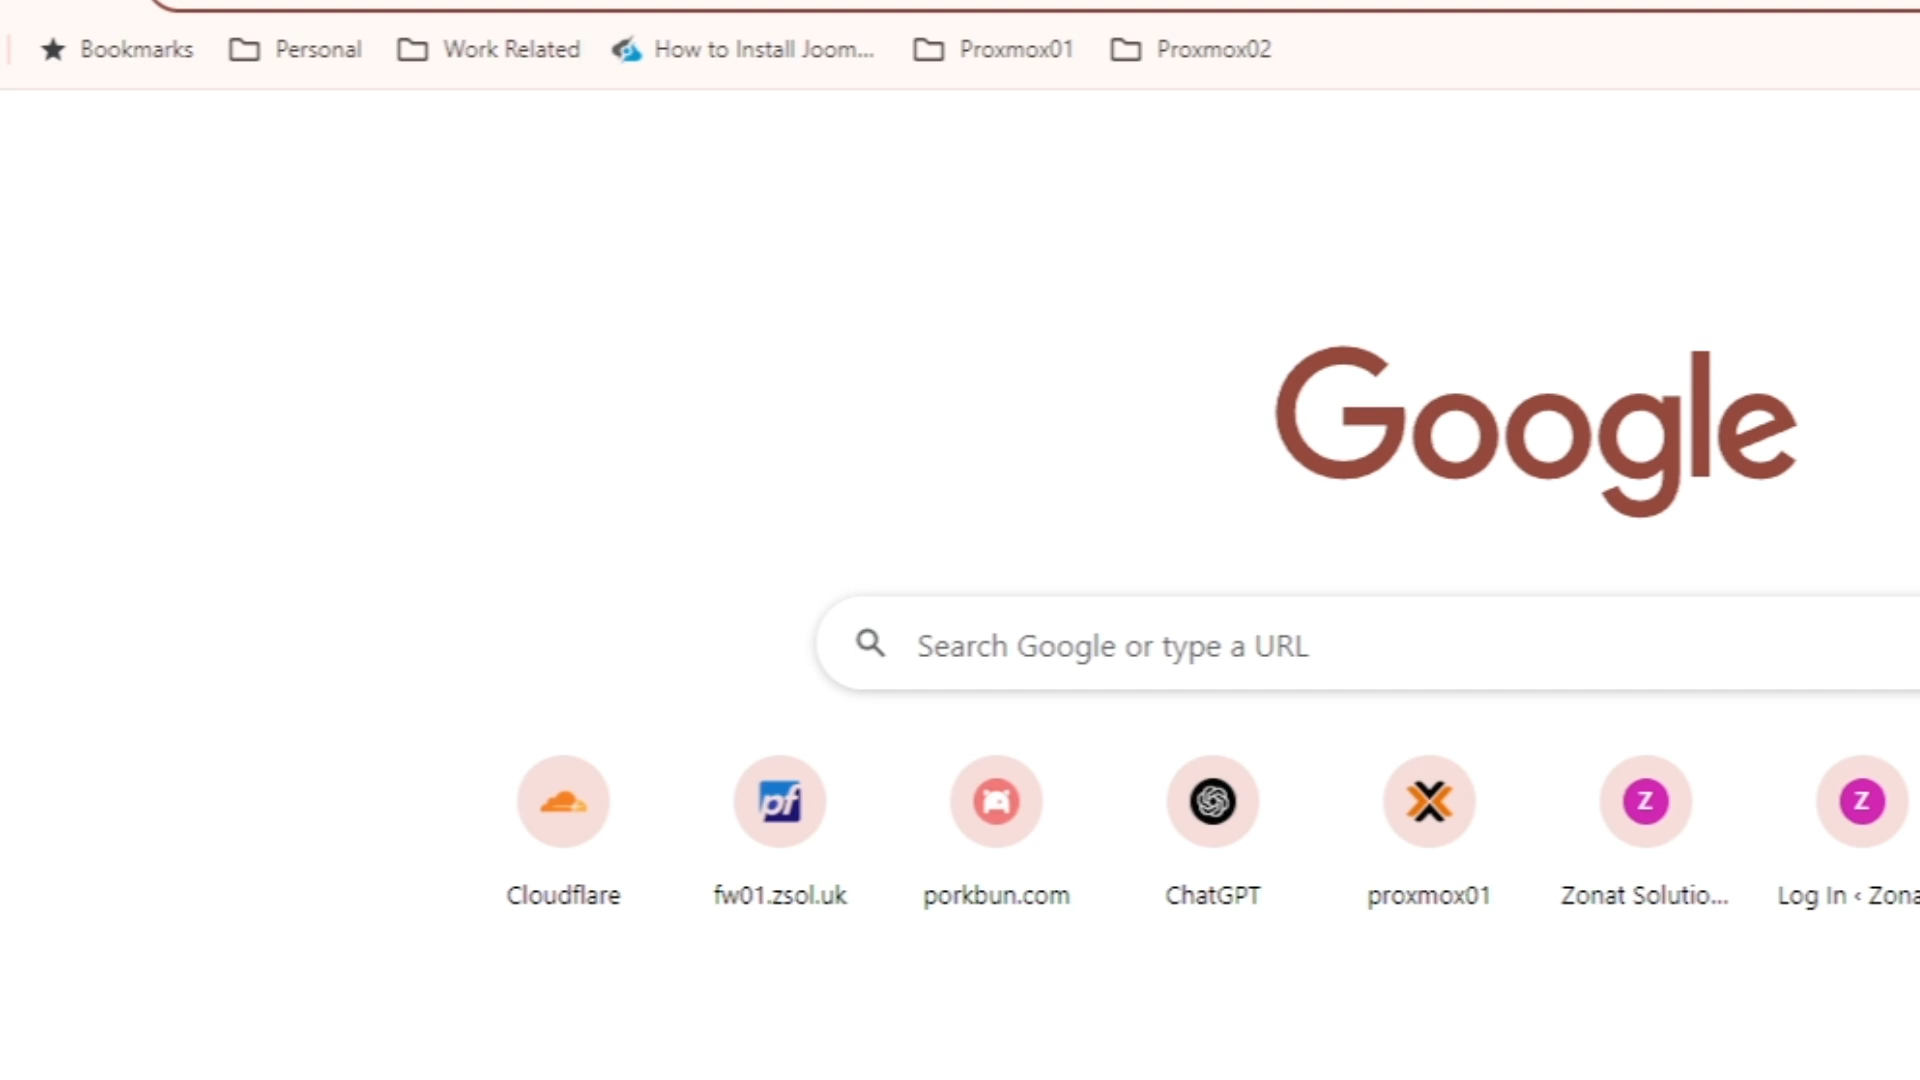 Bookmarks Personal Work Related How to Install Joom... Proxmox01 Proxmox02
Google
Search Google or type a URL
pf Z Z
Cloudflare fw01.zsol.uk porkbun.com ChatGPT proxmox01 Zonat Solutio... Log In ‹ Zona